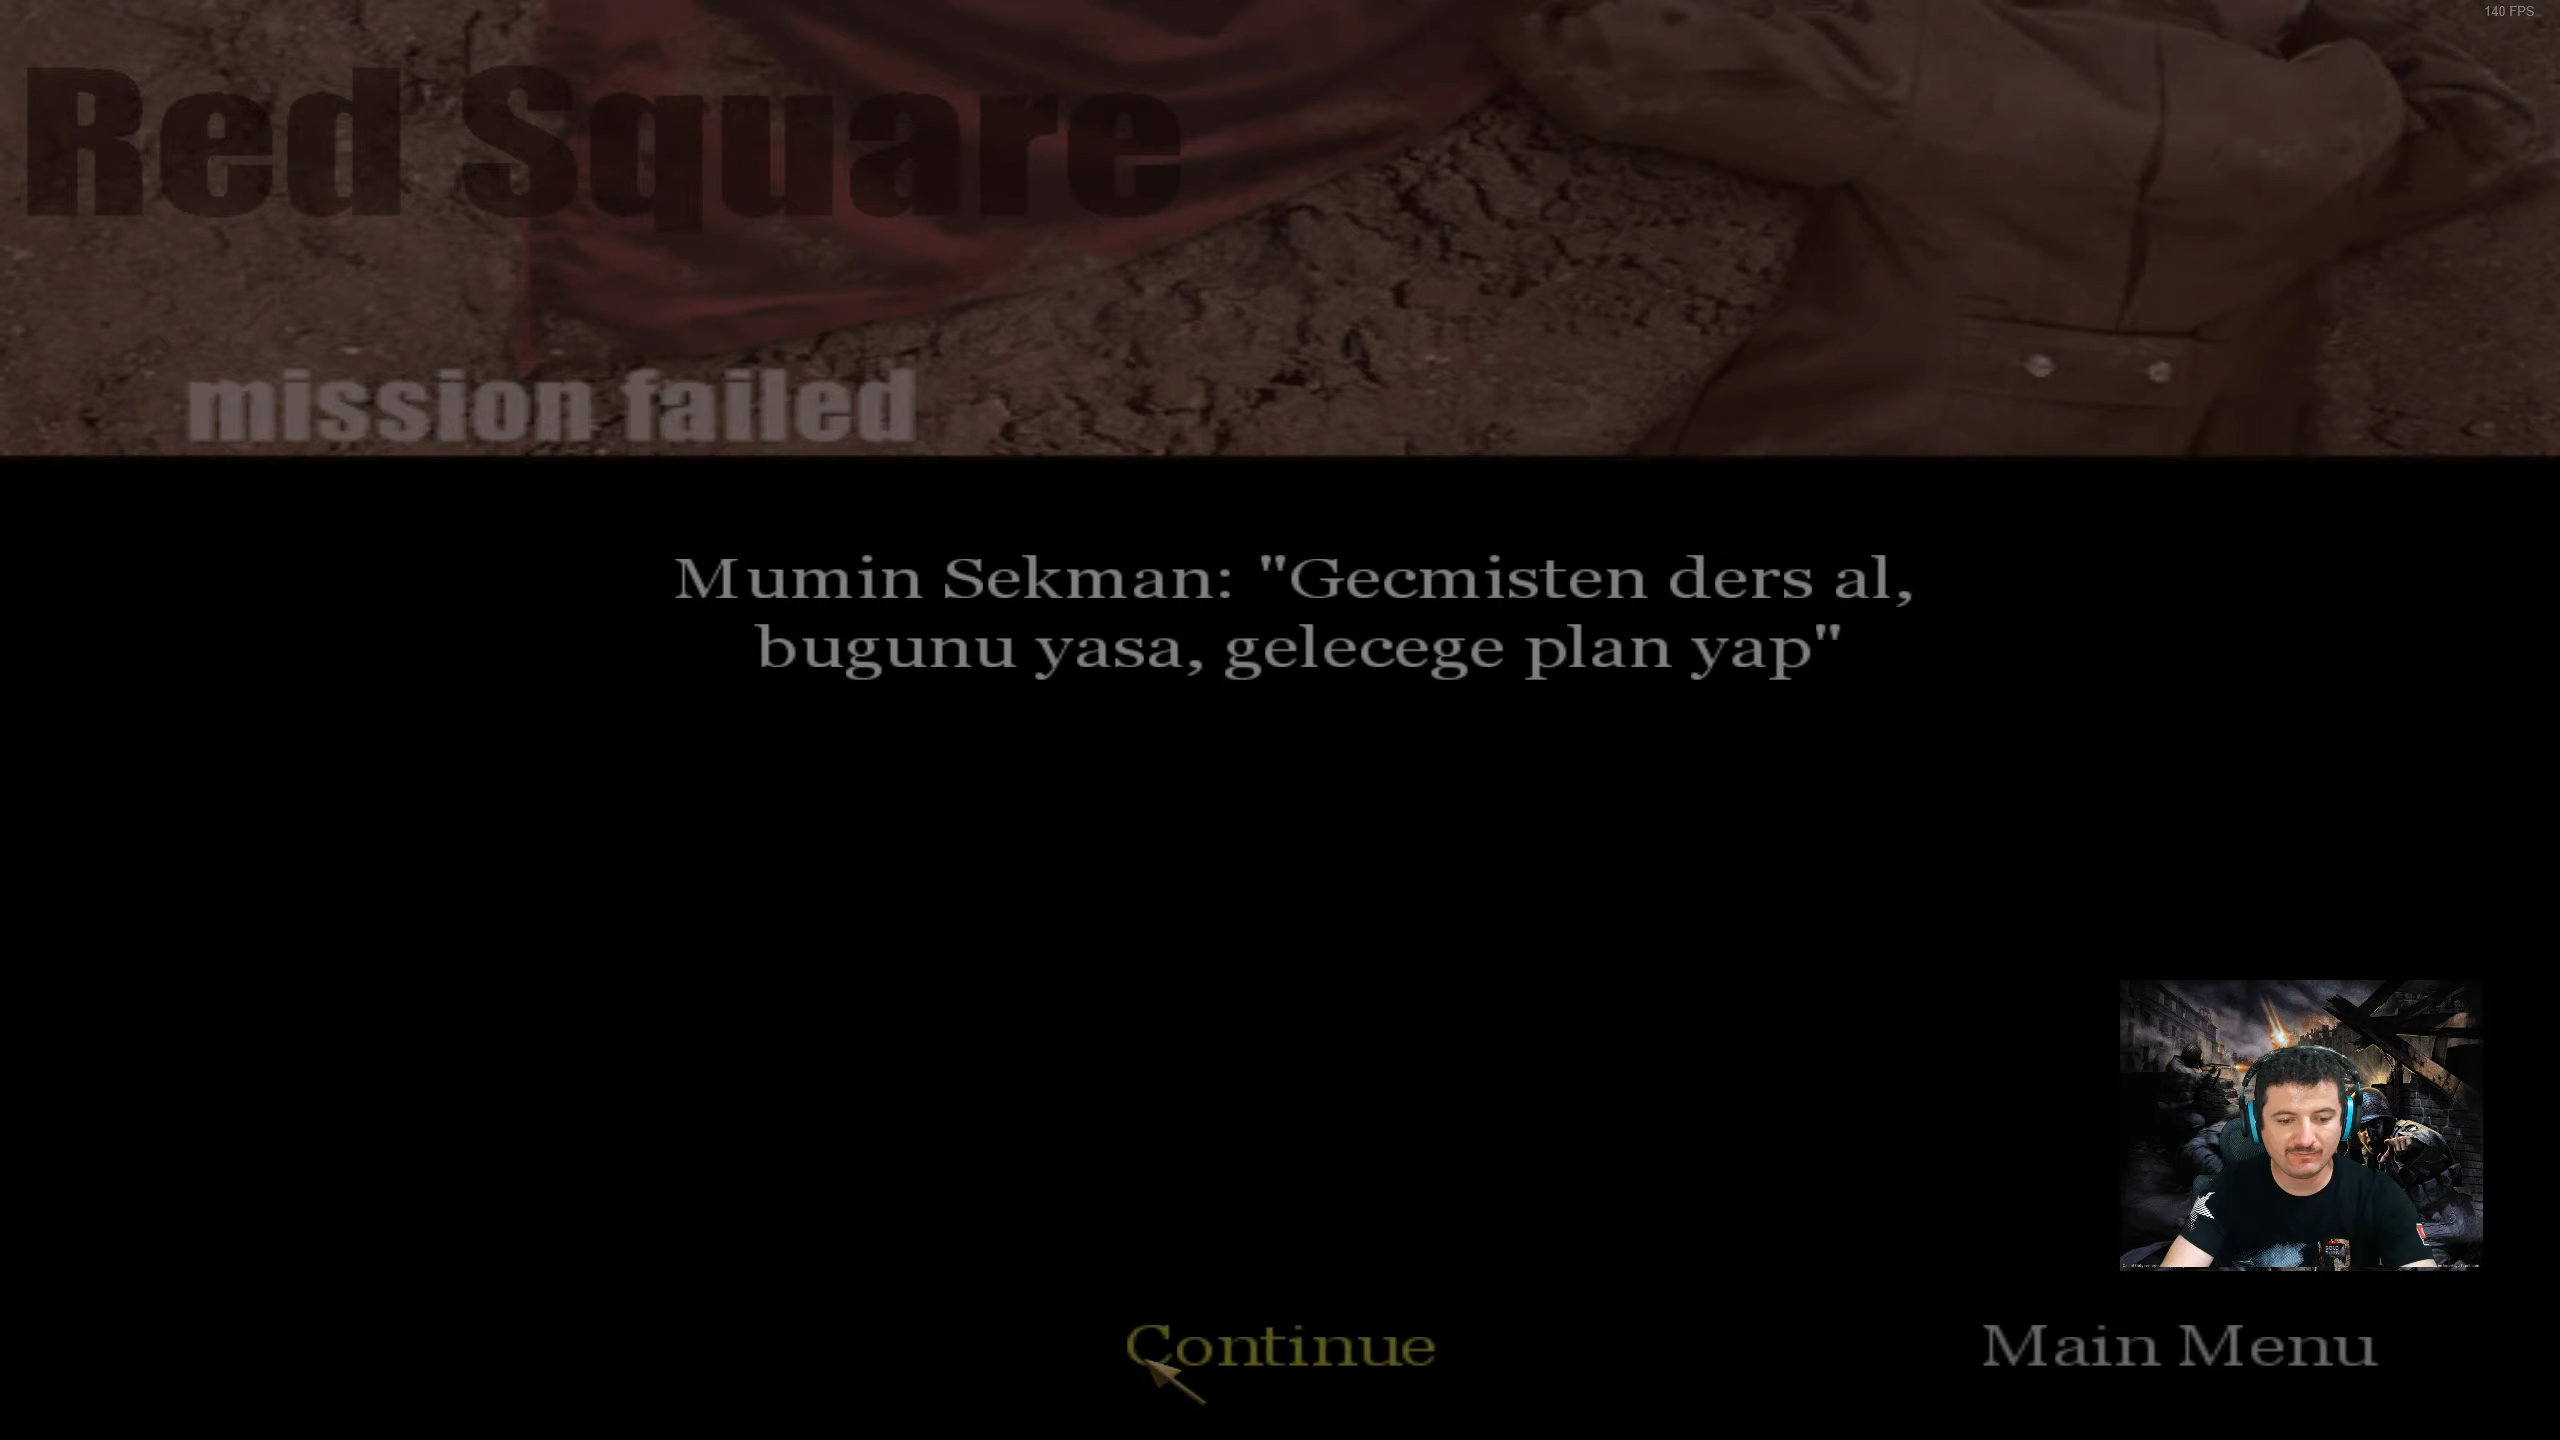 140 FPS
Red Square
mission failed
Mumin Sekman: "Gecmisten ders al,
bugunu yasa, gelecege plan yap"
Continue
Main Menu